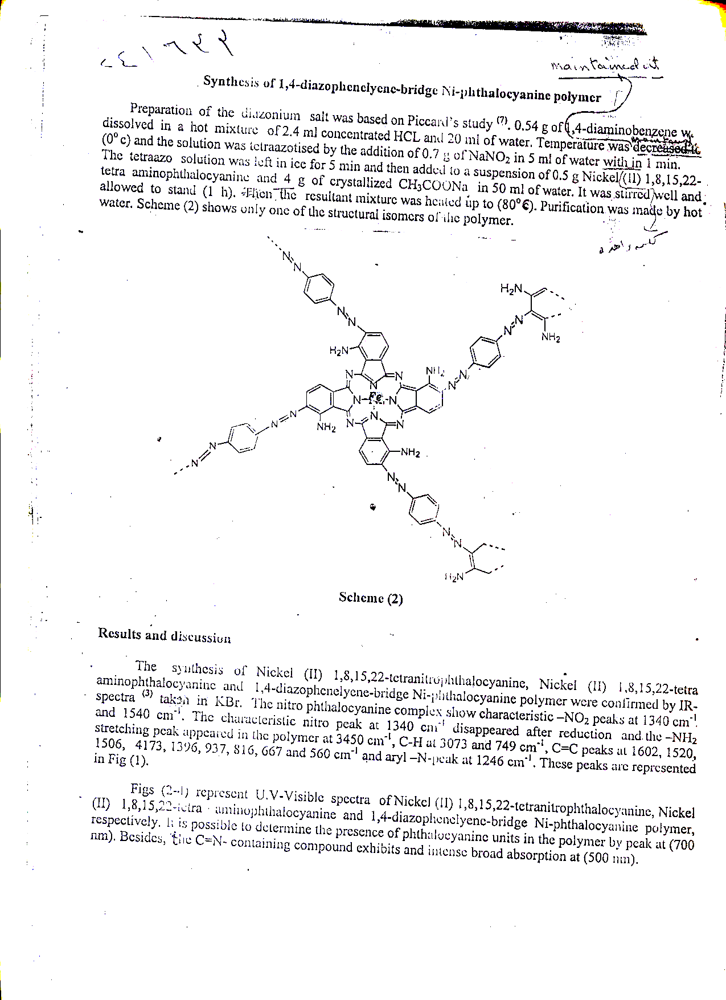 maintained it
Synthesis of 1,4-diazophenelyene-bridge Ni-phthalocyanine polymer
Preparation of the diazonium salt was based on Piccard's study (7). 0.54 g of 1,4-diaminobenzene w
dissolved in a hot mixture of 2.4 ml concentrated HCL and 20 ml of water. Temperature was decreased
(0° c) and the solution was tetraazotised by the addition of 0.7 g of NaNO2 in 5 ml of water with in 1 min.
The tetraazo solution was left in ice for 5 min and then added to a suspension of 0.5 g Nickel (II) 1,8,15,22-
tetra aminophthalocyanine and 4 g of crystallized CH3COONa in 50 ml of water. It was stirred well and
allowed to stand (1 h). Then the resultant mixture was heated up to (80° C). Purification was made by hot
water. Scheme (2) shows only one of the structural isomers of the polymer.
كلمة واحدة
N
N
H2N
N
N
N
N
NH2
H2N
NH2
N
N
N
N
N
N
N
N
Fe
N
N
N
NH2
N
N
N
N
N
N
NH2
N
N
N
N
H2N
Scheme (2)
Results and discussion
The synthesis of Nickel (II) 1,8,15,22-tetranitrophthalocyanine, Nickel (II) 1,8,15,22-tetra
aminophthalocyanine and 1,4-diazophenelyene-bridge Ni-phthalocyanine polymer were confirmed by IR-
spectra (3) taken in KBr. The nitro phthalocyanine complex show characteristic –NO2 peaks at 1340 cm-1
and 1540 cm-1. The characteristic nitro peak at 1340 cm-1 disappeared after reduction and the –NH2
stretching peak appeared in the polymer at 3450 cm-1, C-H at 3073 and 749 cm-1, C=C peaks at 1602, 1520,
1506, 4173, 1396, 937, 816, 667 and 560 cm-1 and aryl –N-peak at 1246 cm-1. These peaks are represented
in Fig (1).
Figs (2-4) represent U.V-Visible spectra of Nickel (II) 1,8,15,22-tetranitrophthalocyanine, Nickel
(II) 1,8,15,22-tetra aminophthalocyanine and 1,4-diazophenelyene-bridge Ni-phthalocyanine polymer,
respectively. It is possible to determine the presence of phthalocyanine units in the polymer by peak at (700
nm). Besides, the C=N- containing compound exhibits and intense broad absorption at (500 nm).